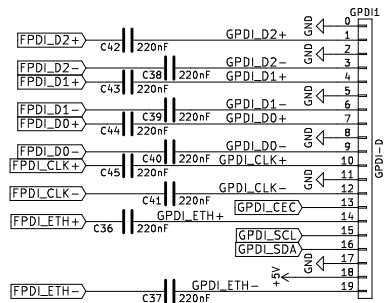 GPDI1
GND 0
FPDI_D2+ C42 220nF GPDI_D2+ 1
GND 2
FPDI_D2- C38 220nF GPDI_D2- 3
FPDI_D1+ C43 220nF GPDI_D1+ 4
GND 5
FPDI_D1- C39 220nF GPDI_D1- 6
FPDI_D0+ C44 220nF GPDI_D0+ 7
GND 8
FPDI_D0- C40 220nF GPDI_D0- 9
FPDI_CLK+ C45 220nF GPDI_CLK+ 10
GND 11
FPDI_CLK- C41 220nF GPDI_CLK- 12
GPDI_CEC 13
FPDI_ETH+ C36 220nF GPDI_ETH+ 14
GPDI_SCL 15
GPDI_SDA 16
GND 17
+5V 18
FPDI_ETH- C37 220nF GPDI_ETH- 19
GPDI-D